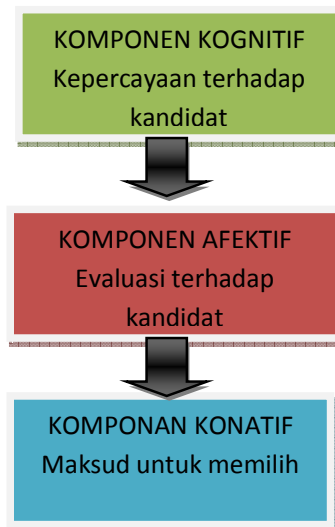 KOMPONEN KOGNITIF
Kepercayaan terhadap
kandidat
KOMPONEN AFEKTIF
Evaluasi terhadap
kandidat
KOMPONAN KONATIF
Maksud untuk memilih